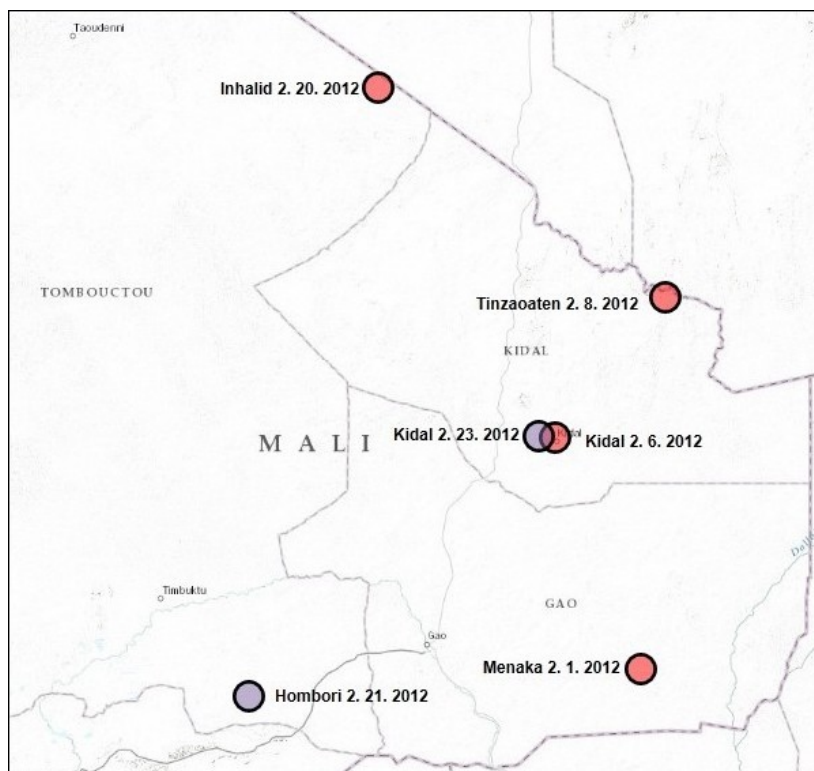 Taoudenni
Inhalid 2. 20. 2012
TOMBOUCTOU
Tinzaoaten 2. 8. 2012
KIDAL
MALI
Kidal 2. 23. 2012
Kidal 2. 6. 2012
Timbuktu
GAO
Gao
Menaka 2. 1. 2012
Hombori 2. 21. 2012